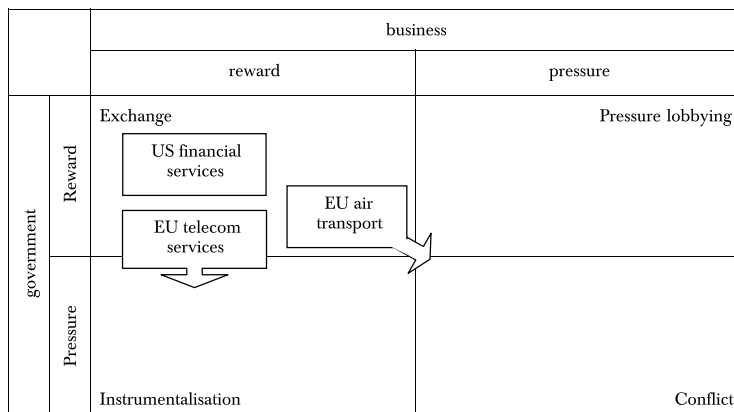 business
reward
pressure
government
Reward
Exchange
Pressure lobbying
US financial
services
EU air
transport
EU telecom
services
Pressure
Instrumentalisation
Conflict